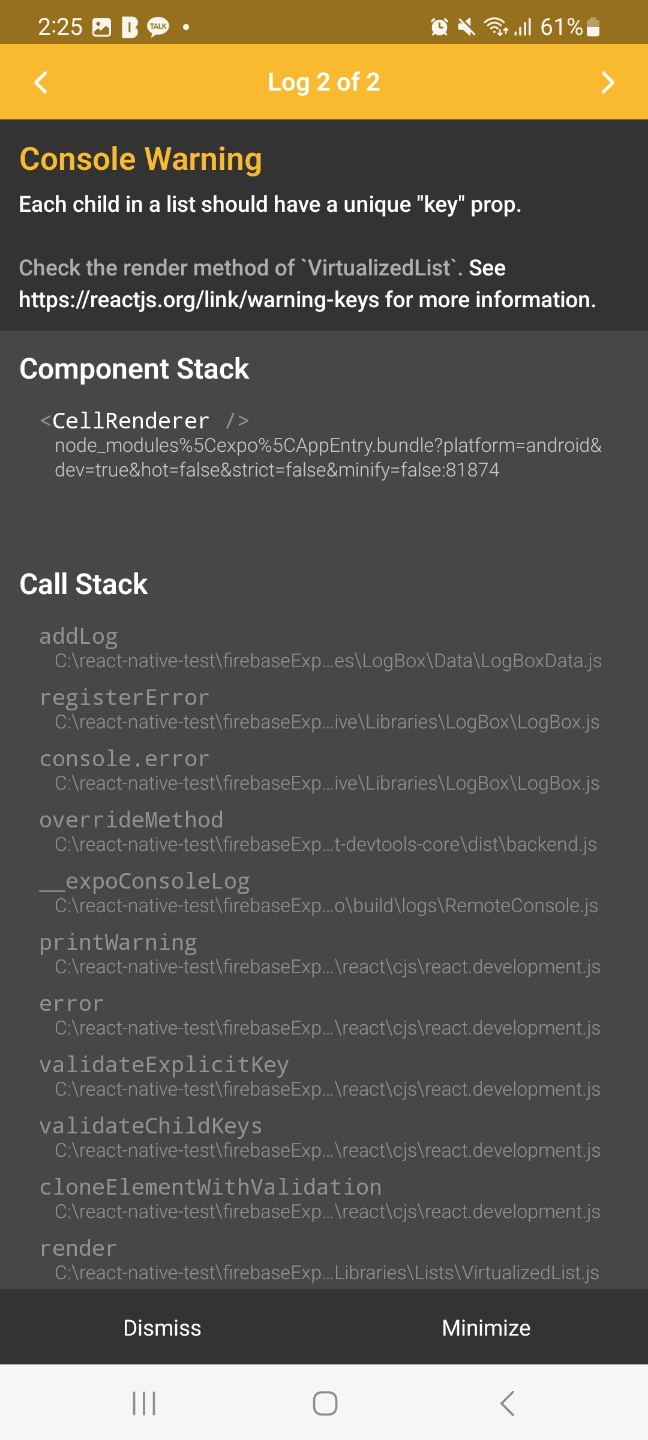 2:25 TALK 61%
Log 2 of 2
Console Warning
Each child in a list should have a unique "key" prop.
Check the render method of `VirtualizedList`. See
https://reactjs.org/link/warning-keys for more information.
Component Stack
<CellRenderer />
node_modules%5Cexpo%5CAppEntry.bundle?platform=android&
dev=true&hot=false&strict=false&minify=false:81874
Call Stack
addLog
C:\react-native-test\firebaseExp...es\LogBox\Data\LogBoxData.js
registerError
C:\react-native-test\firebaseExp...ive\Libraries\LogBox\LogBox.js
console.error
C:\react-native-test\firebaseExp...ive\Libraries\LogBox\LogBox.js
overrideMethod
C:\react-native-test\firebaseExp...t-devtools-core\dist\backend.js
__expoConsoleLog
C:\react-native-test\firebaseExp...o\build\logs\RemoteConsole.js
printWarning
C:\react-native-test\firebaseExp...\react\cjs\react.development.js
error
C:\react-native-test\firebaseExp...\react\cjs\react.development.js
validateExplicitKey
C:\react-native-test\firebaseExp...\react\cjs\react.development.js
validateChildKeys
C:\react-native-test\firebaseExp...\react\cjs\react.development.js
cloneElementWithValidation
C:\react-native-test\firebaseExp...\react\cjs\react.development.js
render
C:\react-native-test\firebaseExp...Libraries\Lists\VirtualizedList.js
Dismiss Minimize